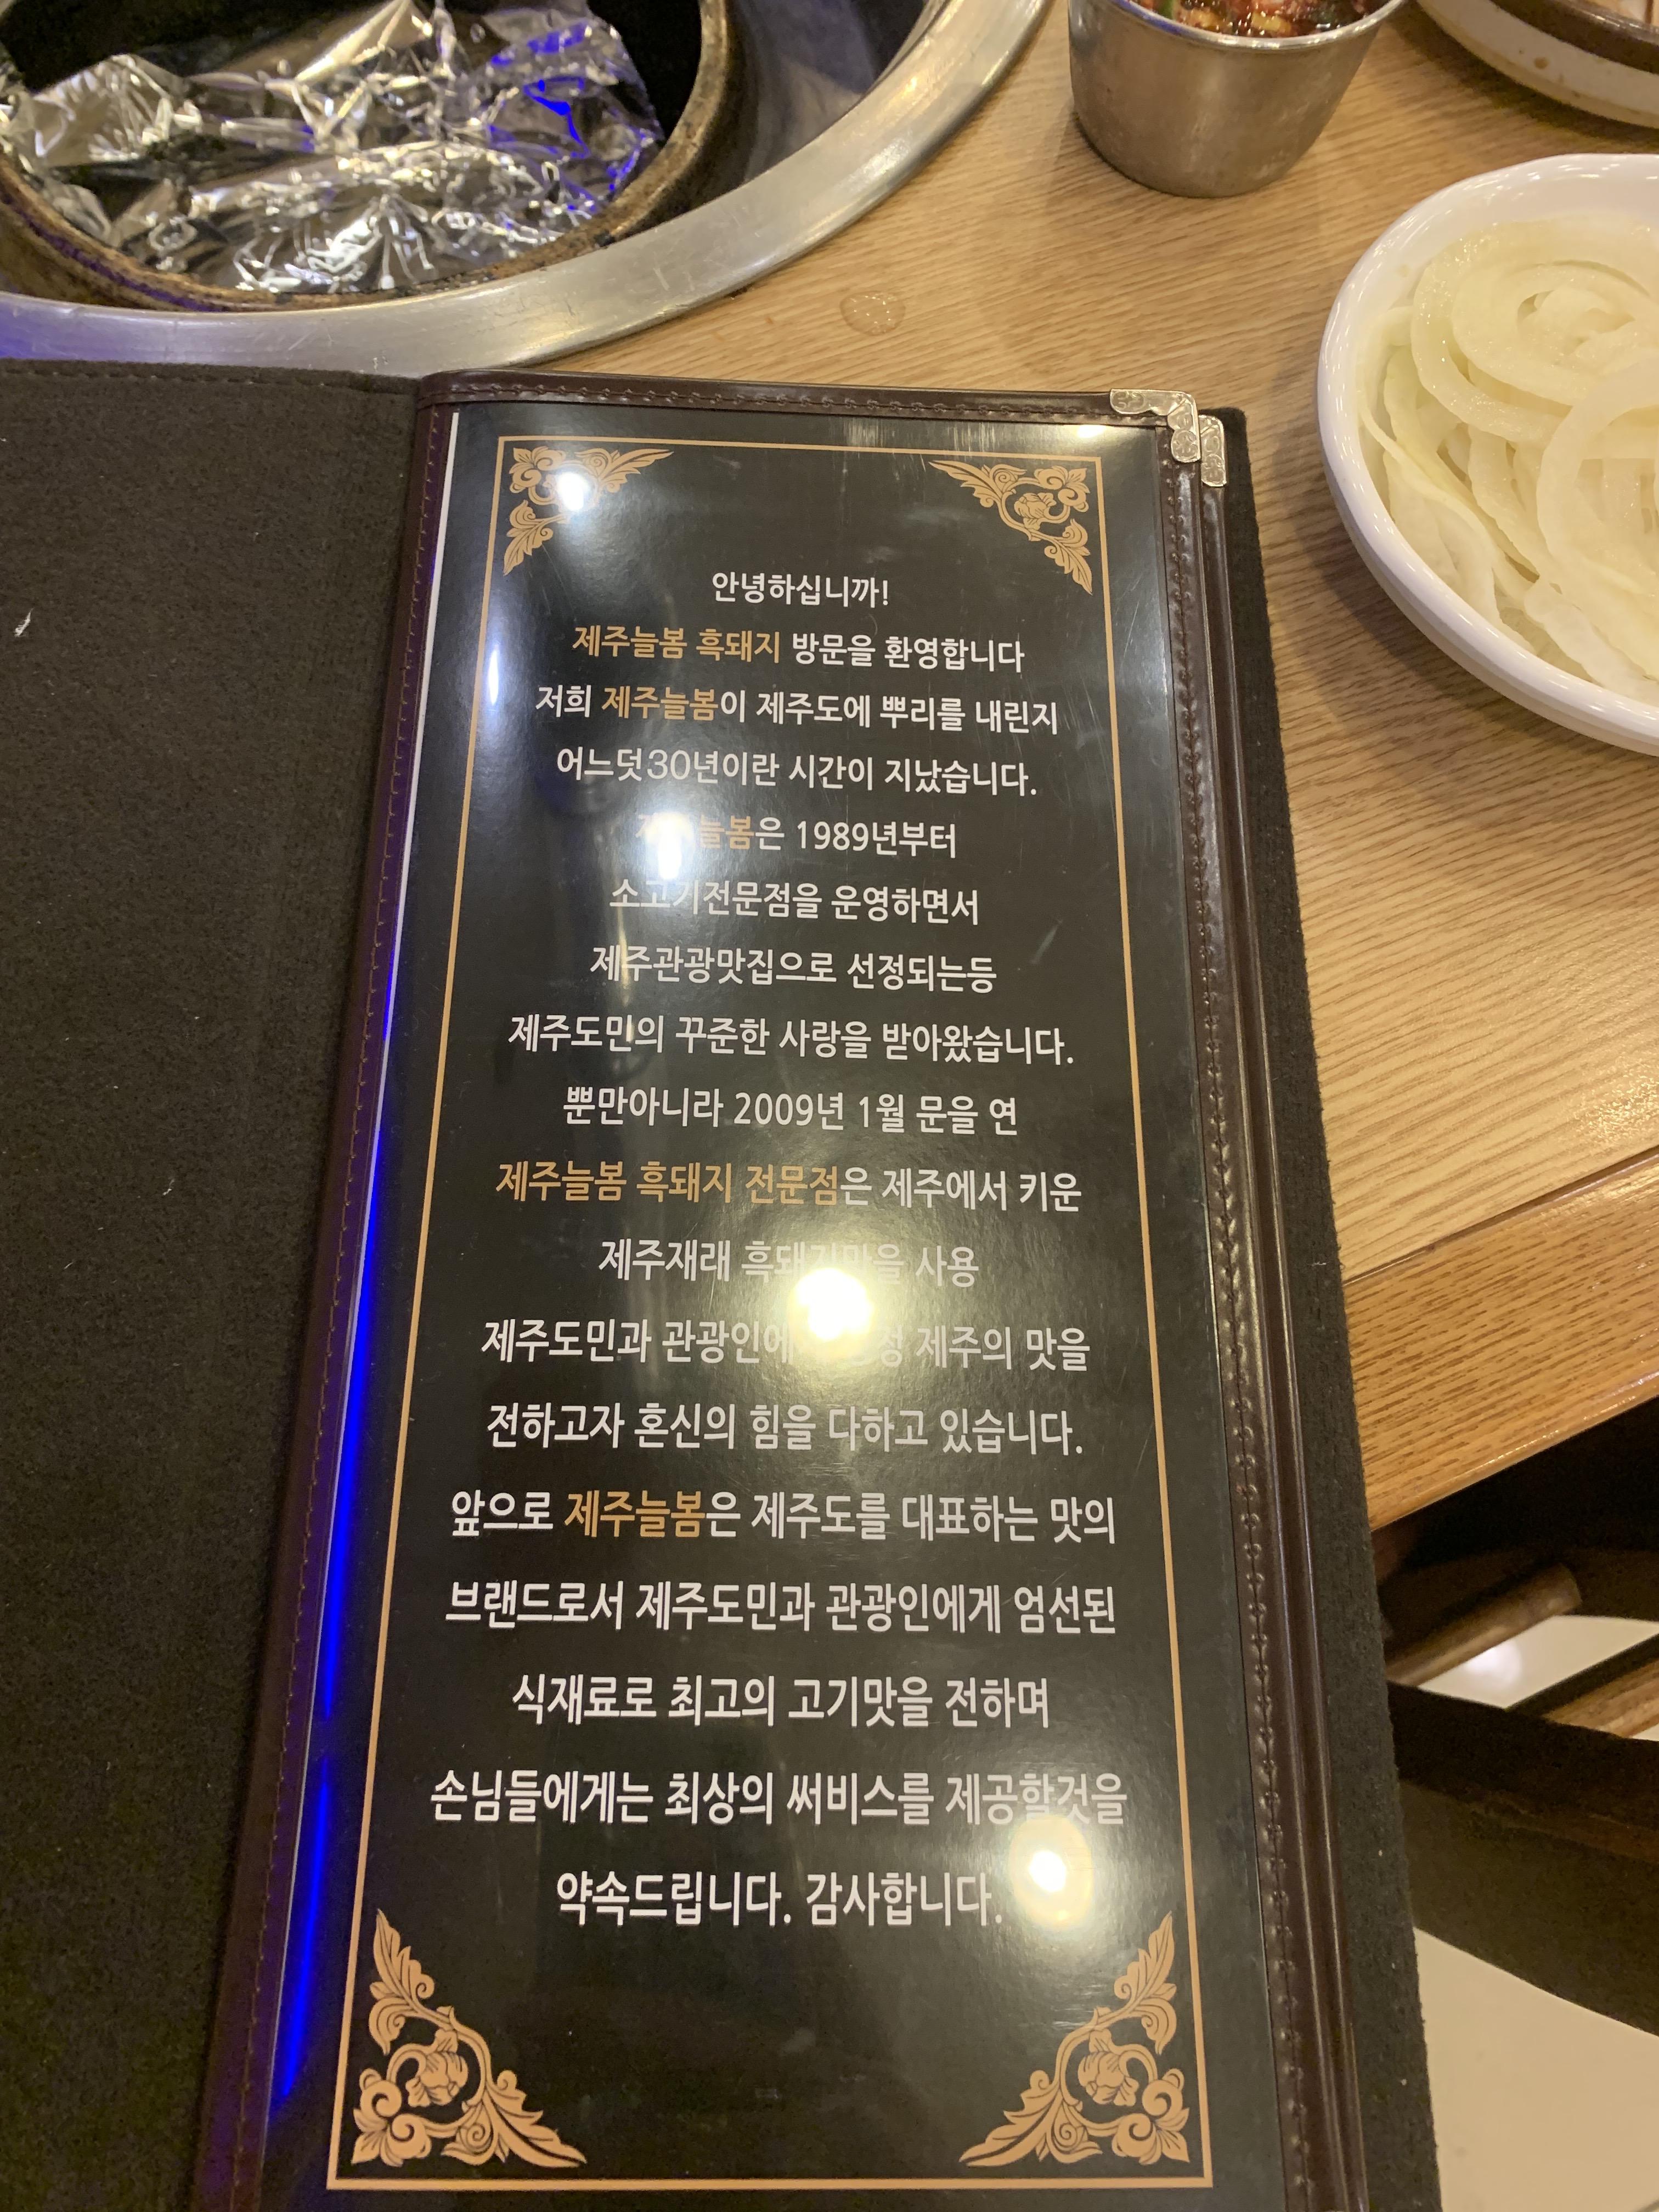 안녕하십니까!
제주늘봄 흑돼지 방문을 환영합니다
저희 제주늘봄이 제주도에 뿌리를 내린지
어느덧30년이란 시간이 지났습니다.
제주늘봄은 1989년부터
소고기전문점을 운영하면서
제주관광맛집으로 선정되는등
제주도민의 꾸준한 사랑을 받아왔습니다.
뿐만아니라 2009년 1월 문을 연
제주늘봄 흑돼지 전문점은 제주에서 키운
제주재래 흑돼지만을 사용
제주도민과 제주의 맛을
전하고자 혼신의 힘을 다하고 있습니다.
앞으로 제주늘봄은 제주도를 대표하는 맛의
브랜드로서 제주도민과 관광인에게 엄선된
식재료로 최고의 고기맛을 전하며
손님들에게는 최상의 써비스를 제공할것을
약속드립니다. 감사합니다.